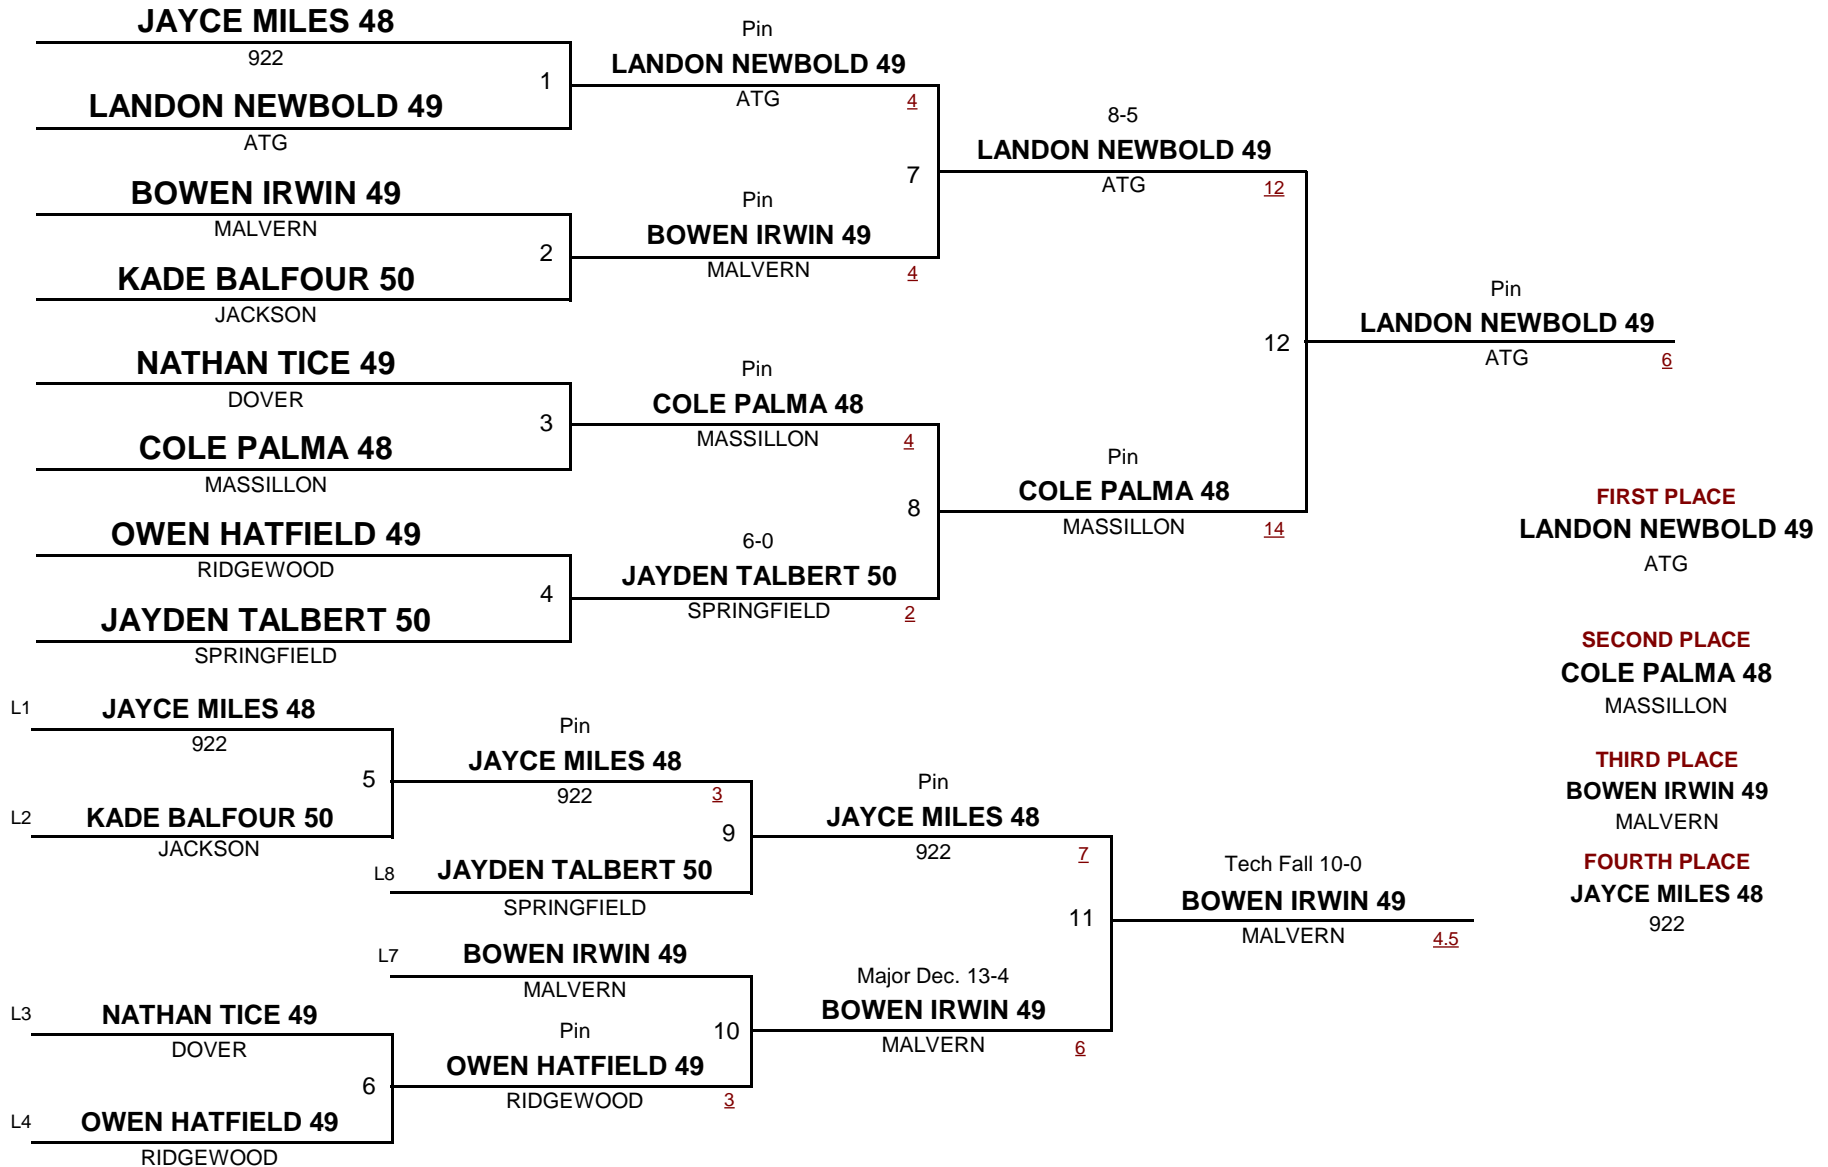 JAYCE MILES 48
922
1
LANDON NEWBOLD 49
ATG
BOWEN IRWIN 49
MALVERN
2
KADE BALFOUR 50
JACKSON
NATHAN TICE 49
DOVER
3
COLE PALMA 48
MASSILLON
OWEN HATFIELD 49
RIDGEWOOD
4
JAYDEN TALBERT 50
SPRINGFIELD
Pin
LANDON NEWBOLD 49
ATG 4
7
Pin
BOWEN IRWIN 49
MALVERN 4
Pin
COLE PALMA 48
MASSILLON 4
8
6-0
JAYDEN TALBERT 50
SPRINGFIELD 2
8-5
LANDON NEWBOLD 49
ATG 12
12
Pin
COLE PALMA 48
MASSILLON 14
Pin
LANDON NEWBOLD 49
ATG 6
FIRST PLACE
LANDON NEWBOLD 49
ATG
SECOND PLACE
COLE PALMA 48
MASSILLON
THIRD PLACE
BOWEN IRWIN 49
MALVERN
FOURTH PLACE
JAYCE MILES 48
922
L1 JAYCE MILES 48
922
5
L2 KADE BALFOUR 50
JACKSON
L3 NATHAN TICE 49
DOVER
6
L4 OWEN HATFIELD 49
RIDGEWOOD
Pin
JAYCE MILES 48
922 3
9
L8 JAYDEN TALBERT 50
SPRINGFIELD
L7 BOWEN IRWIN 49
MALVERN
10
Pin
OWEN HATFIELD 49
RIDGEWOOD 3
Pin
JAYCE MILES 48
922 7
11
Major Dec. 13-4
BOWEN IRWIN 49
MALVERN 6
Tech Fall 10-0
BOWEN IRWIN 49
MALVERN 4.5